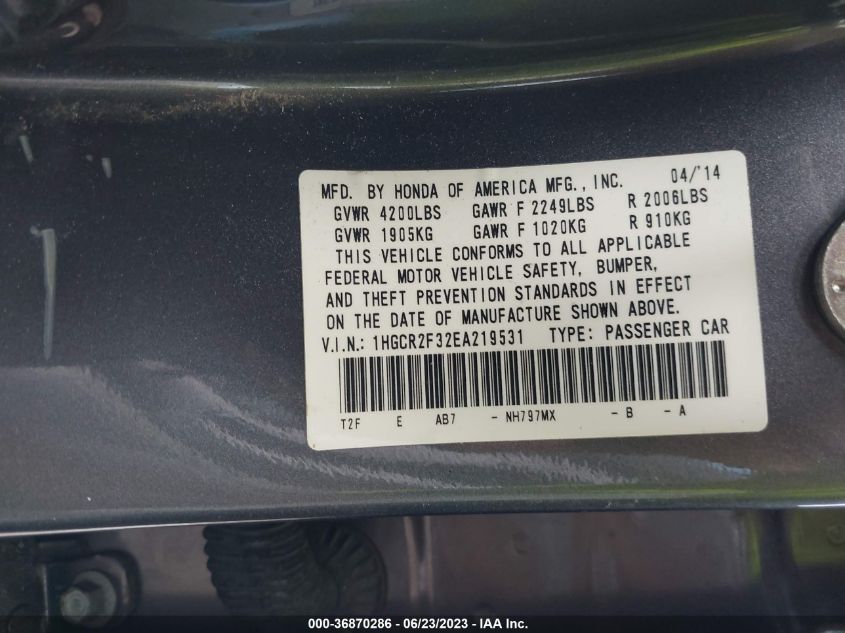 MFD. BY HONDA OF AMERICA MFG., INC. 04/'14
GVWR 4200LBS GAWR F 2249LBS R 2006LBS
GVWR 1905KG GAWR F 1020KG R 910KG
THIS VEHICLE CONFORMS TO ALL APPLICABLE
FEDERAL MOTOR VEHICLE SAFETY, BUMPER,
AND THEFT PREVENTION STANDARDS IN EFFECT
ON THE DATE OF MANUFACTURE SHOWN ABOVE.
V.I.N.: 1HGCR2F32EA219531 TYPE: PASSENGER CAR
T2F E AB7 - NH797MX - B - A
000-36870286 - 06/23/2023 - IAA Inc.